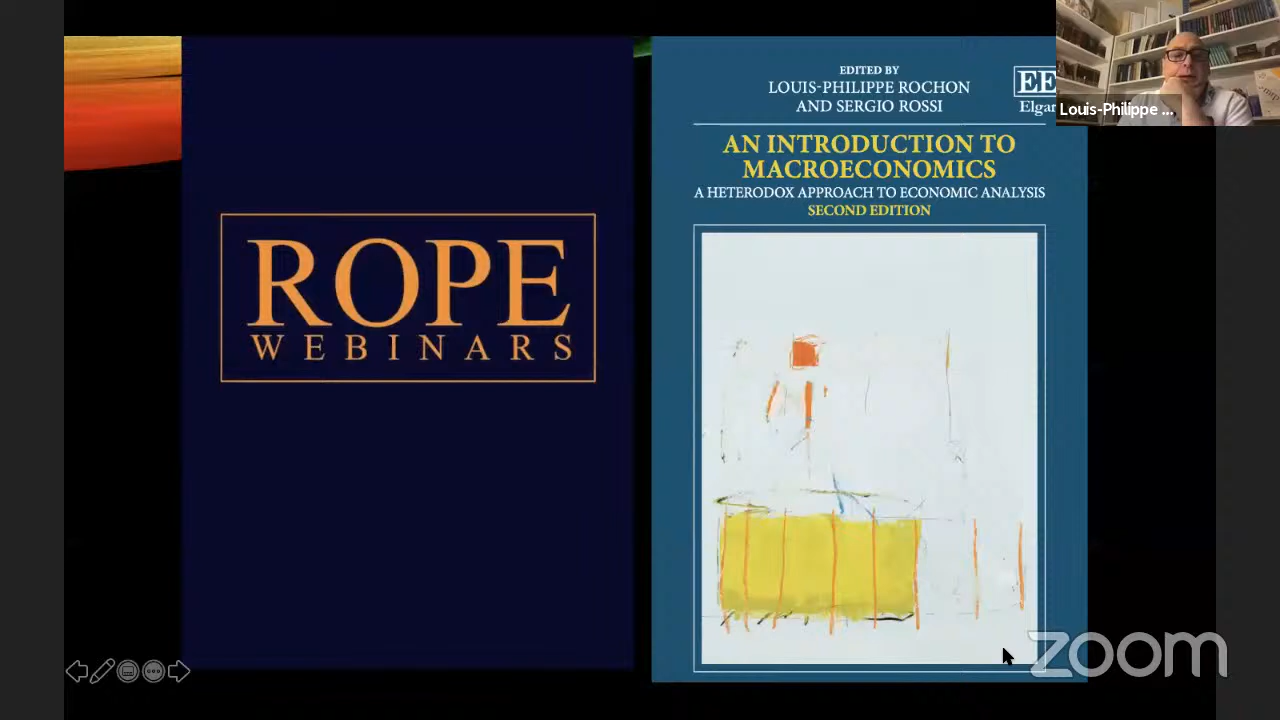 ROPE
WEBINARS
EDITED BY
LOUIS-PHILIPPE ROCHON
AND SERGIO ROSSI
EE
Elgar
AN INTRODUCTION TO
MACROECONOMICS
A HETERODOX APPROACH TO ECONOMIC ANALYSIS
SECOND EDITION
Louis-Philippe ...
zoom